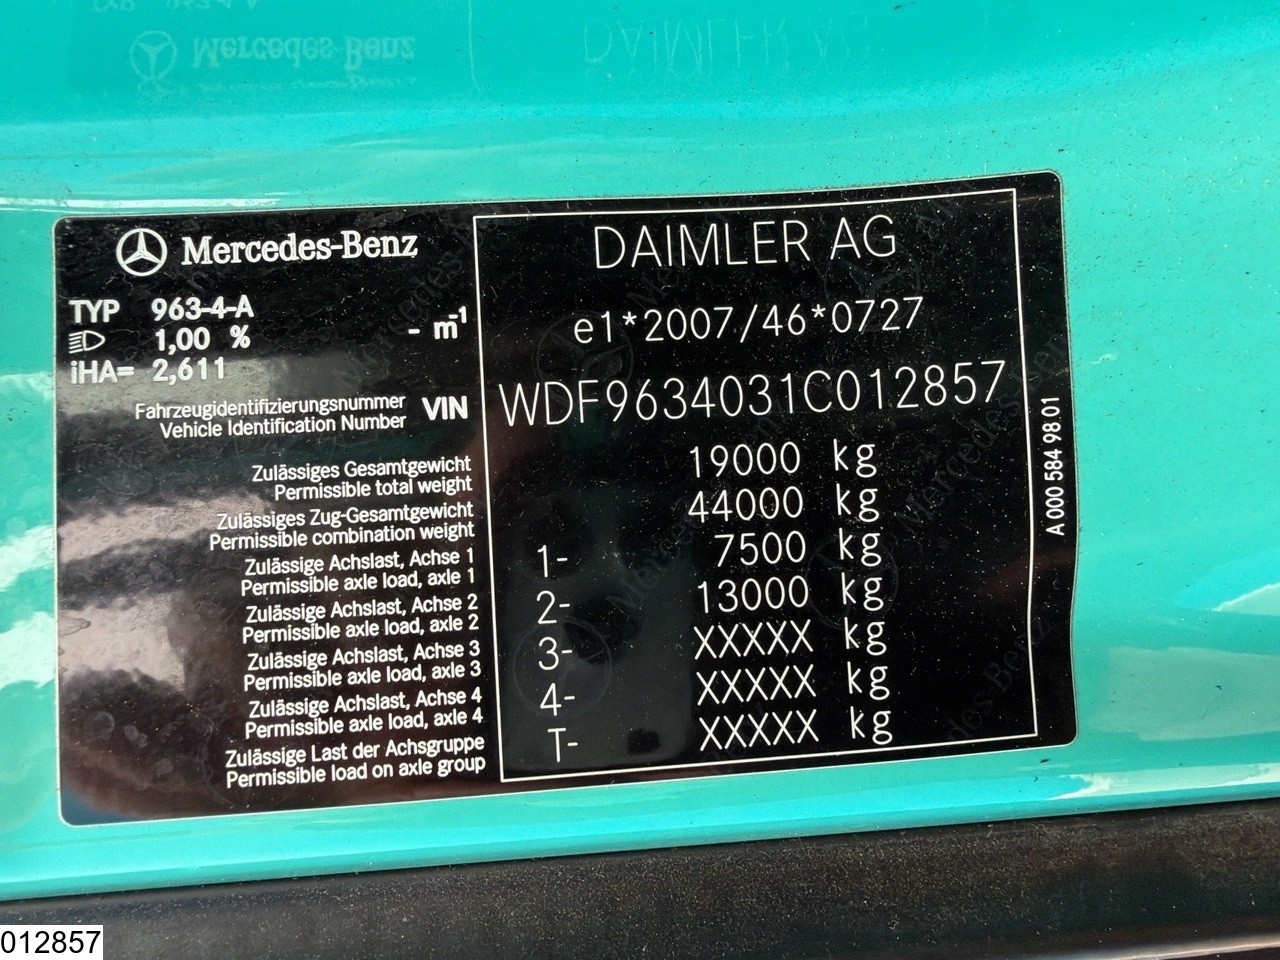 Mercedes-Benz
DAIMLER AG
TYP 963-4-A
1,00 % - m-1
iHA= 2,611
e1*2007/46*0727
Fahrzeugidentifizierungsnummer
Vehicle Identification Number
VIN WDF9634031C012857
Zulässiges Gesamtgewicht
Permissible total weight
19000 kg
Zulässiges Zug-Gesamtgewicht
Permissible combination weight
44000 kg
Zulässige Achslast, Achse 1
Permissible axle load, axle 1
1- 7500 kg
Zulässige Achslast, Achse 2
Permissible axle load, axle 2
2- 13000 kg
Zulässige Achslast, Achse 3
Permissible axle load, axle 3
3- XXXXX kg
Zulässige Achslast, Achse 4
Permissible axle load, axle 4
4- XXXXX kg
Zulässige Last der Achsgruppe
Permissible load on axle group
T- XXXXX kg
A 000 584 98 01
012857